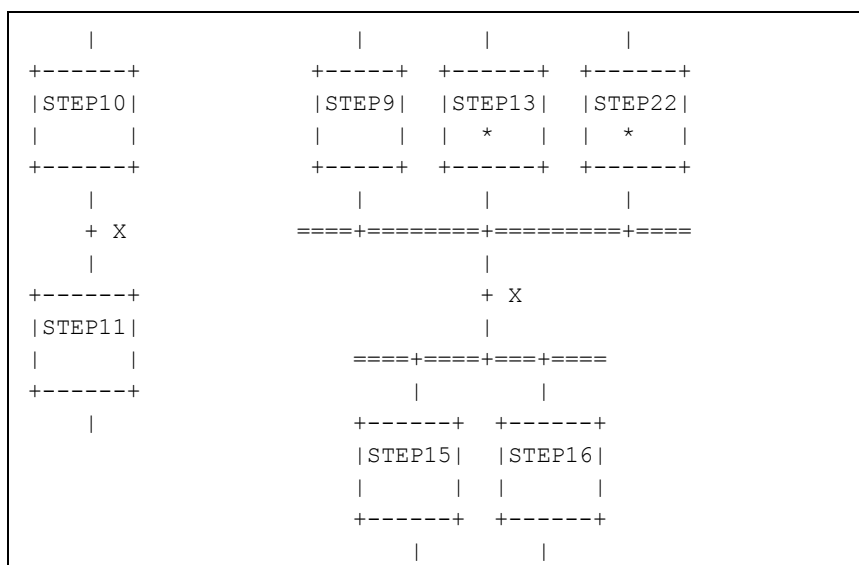 STEP10 STEP9 STEP13 STEP22
* *
X
X
STEP11
STEP15 STEP16